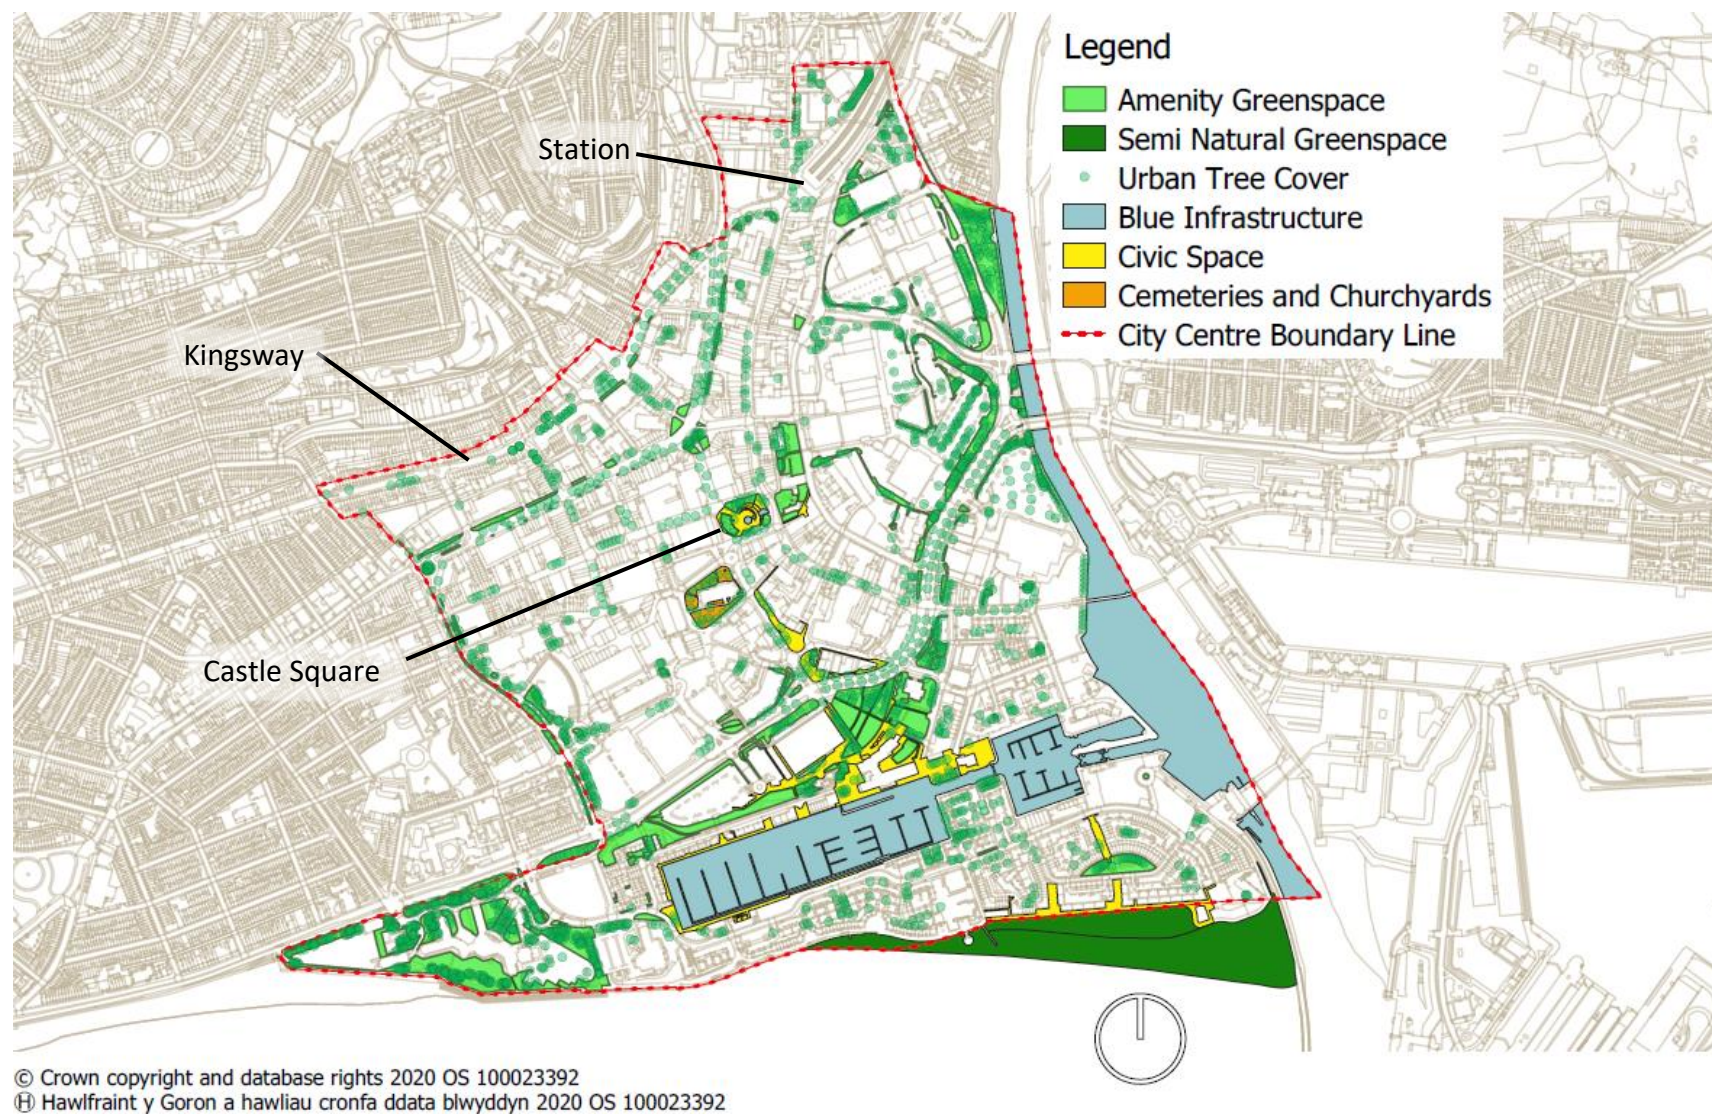 Legend
Amenity Greenspace
Semi Natural Greenspace
Urban Tree Cover
Blue Infrastructure
Civic Space
Cemeteries and Churchyards
City Centre Boundary Line
Station
Kingsway
Castle Square
© Crown copyright and database rights 2020 OS 100023392
Ⓗ Hawlfraint y Goron a hawliau cronfa ddata blwyddyn 2020 OS 100023392